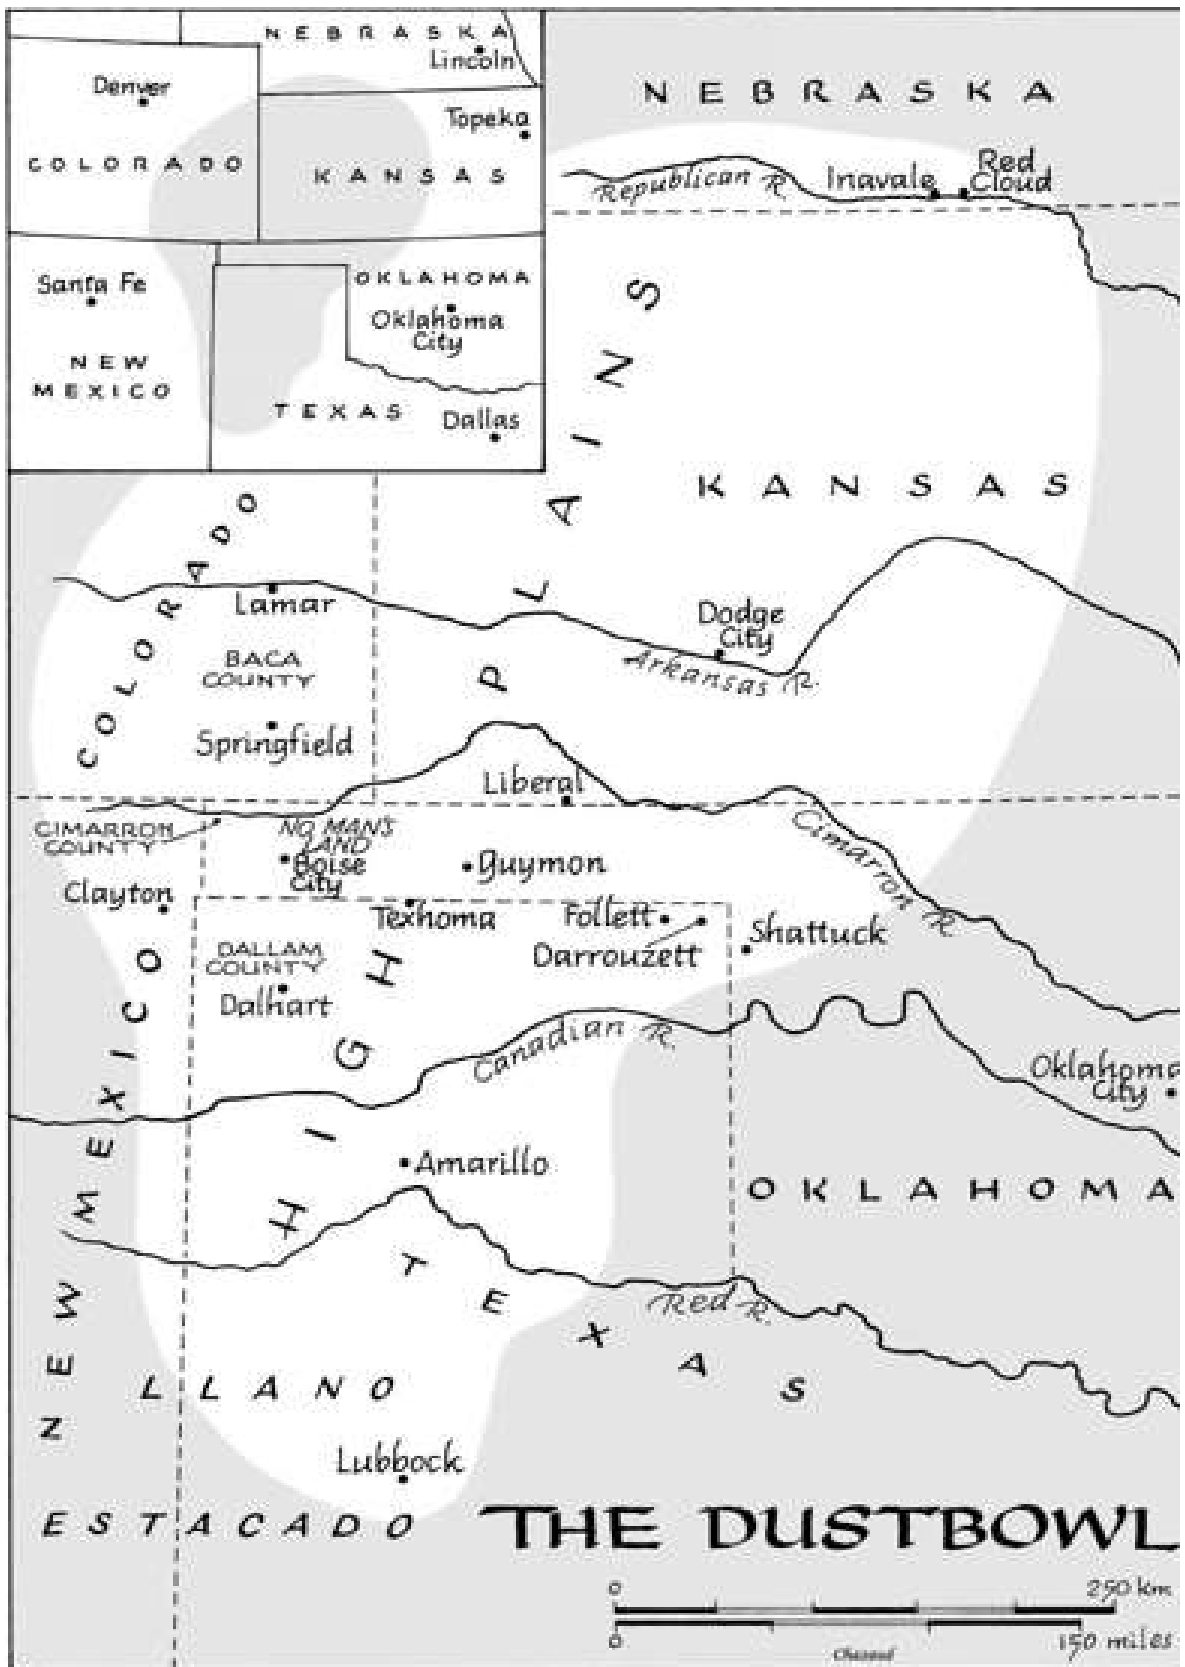 NEBRASKA
Lincoln
Denver
Topeka
COLORADO
KANSAS
Santa Fe
OKLAHOMA
Oklahoma
City
NEW
MEXICO
TEXAS
Dallas
NEBRASKA
Republican R.
Inavale
Red
Cloud
HIGH PLAINS
KANSAS
COLORADO
Lamar
Dodge
City
Arkansas R.
BACA
COUNTY
Springfield
Liberal
CIMARRON
COUNTY
NO MAN'S
LAND
Boise
City
Guymon
Cimarron R.
Clayton
Texhoma
Follett
Darrouzett
Shattuck
DALLAM
COUNTY
Dalhart
NEW MEXICO
Canadian R.
Oklahoma
City
Amarillo
OKLAHOMA
TEXAS
Red R.
LLANO
ESTACADO
Lubbock
THE DUSTBOWL
0 250 km
0 150 miles